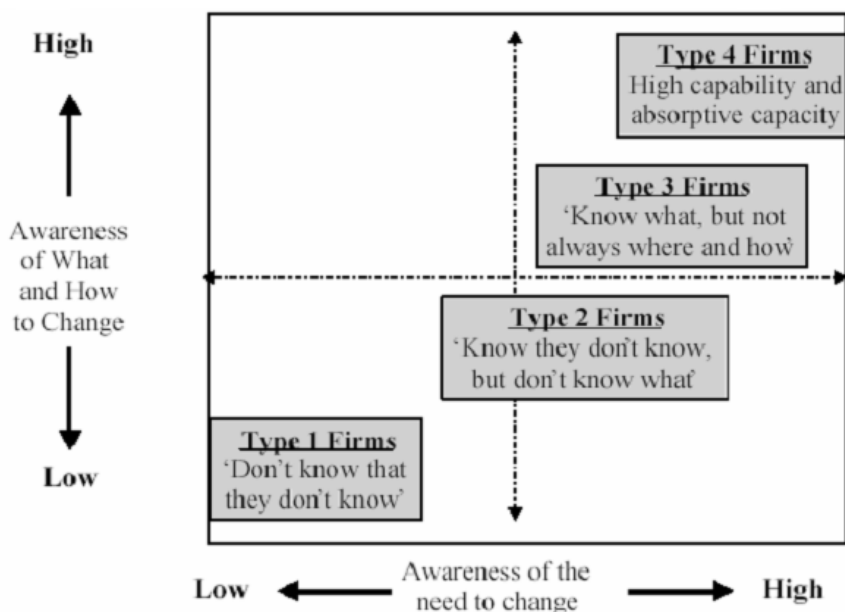 High
Type 4 Firms
High capability and
absorptive capacity
Type 3 Firms
'Know what, but not
always where and how'
Awareness
of What
and How
to Change
Type 2 Firms
'Know they don't know,
but don't know what'
Type 1 Firms
'Don't know that
they don't know'
Low
Low
Awareness of the
need to change
High